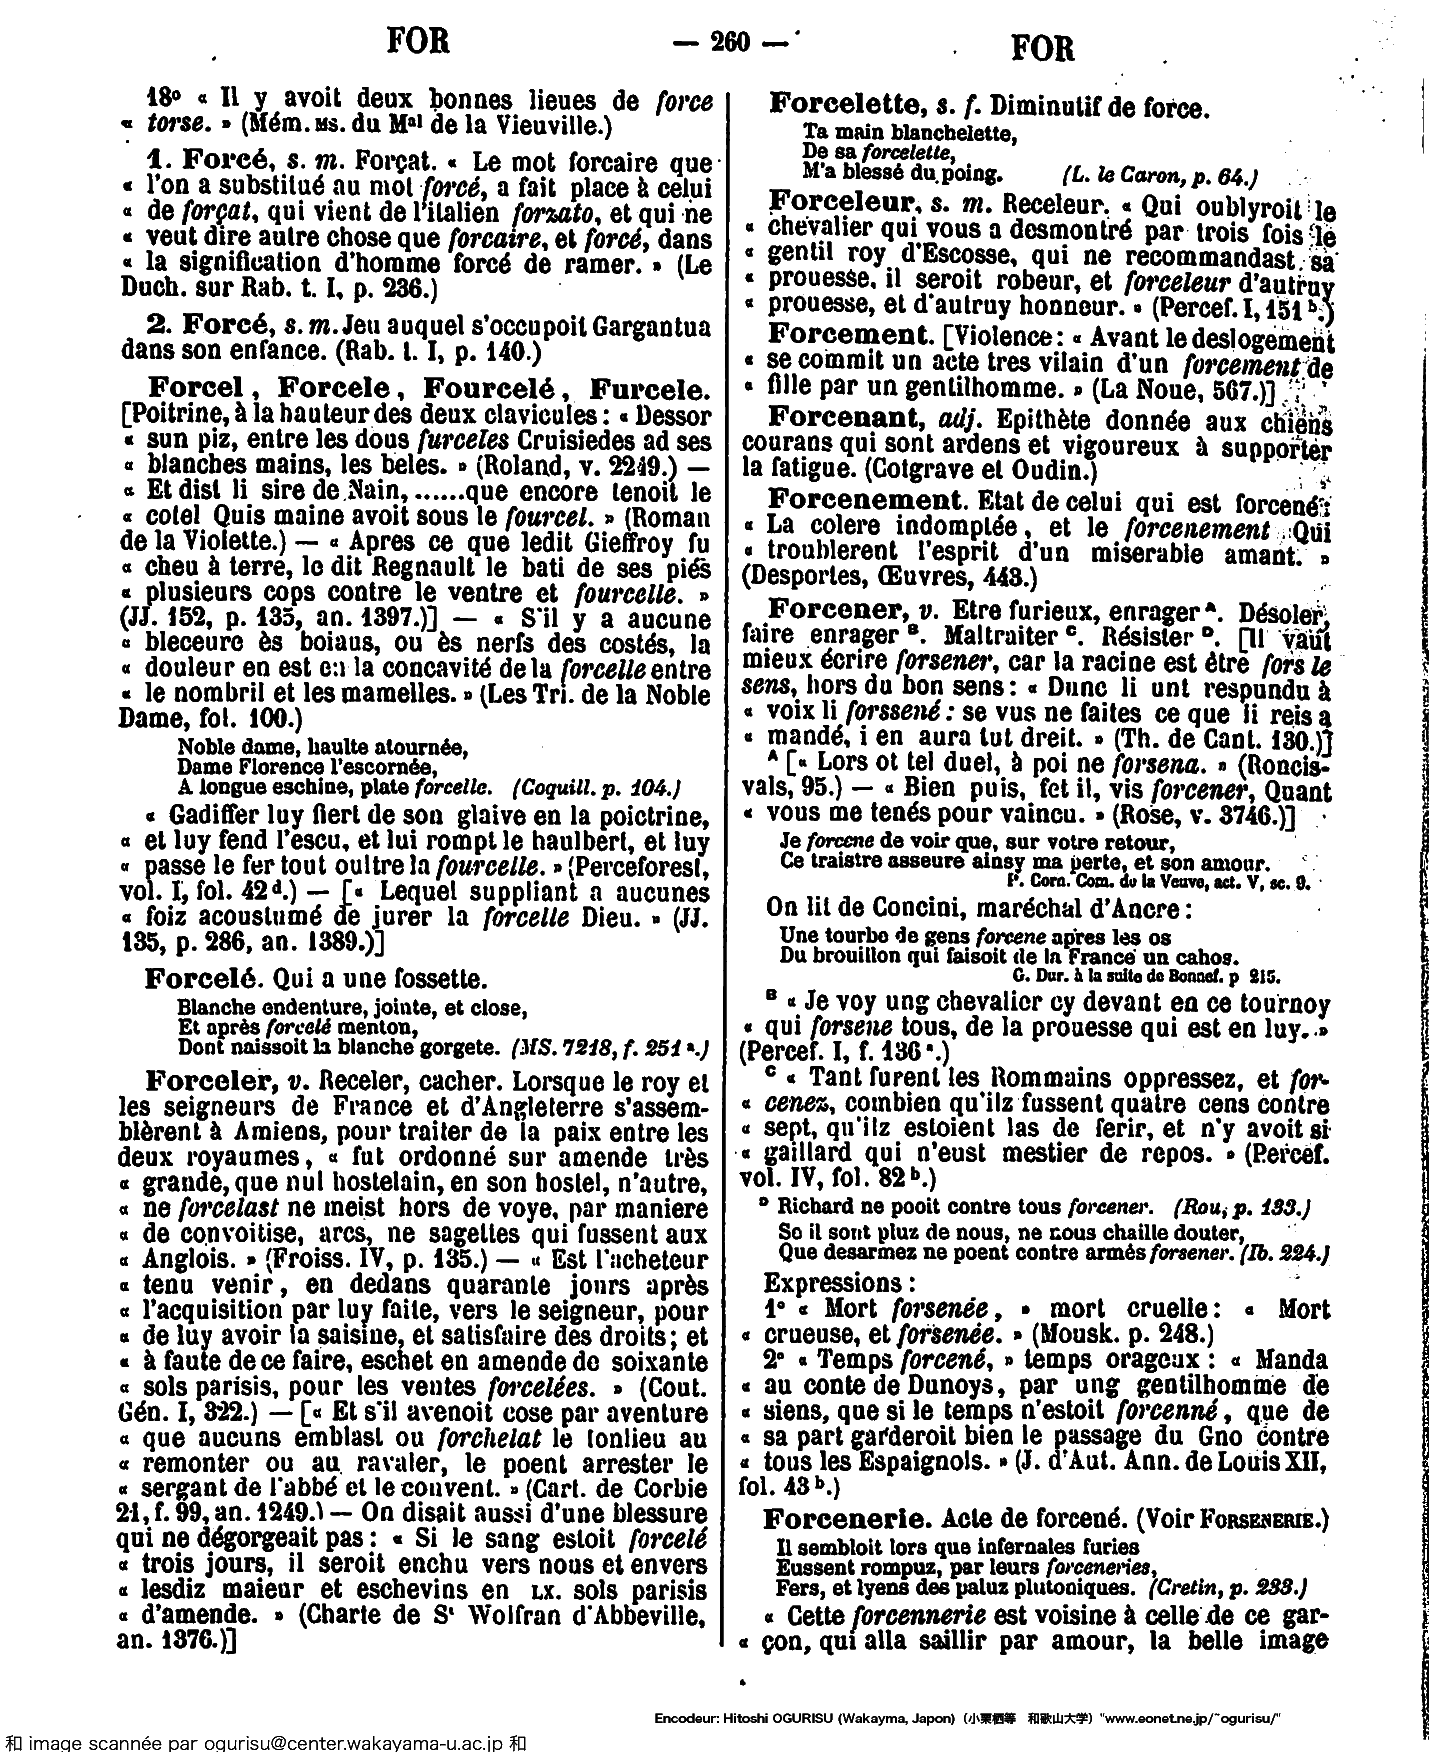 FOR
— 260 —
FOR
18º « Il y avoit deux bonnes lieues de force
« torse. » (Mém. MS. du Mal de la Vieuville.)
1. Forcé, s. m. Forçat. « Le mot forcaire que
« l'on a substitué au mot forcé, a fait place à celui
« de forçat, qui vient de l'italien forzato, et qui ne
« veut dire autre chose que forcaire, et forcé, dans
« la signification d'homme forcé de ramer. » (Le
Duch. sur Rab. t. I, p. 236.)
2. Forcé, s. m. Jeu auquel s'occupoit Gargantua
dans son enfance. (Rab. t. I, p. 140.)
Forcel, Forcele, Fourcelé, Furcele.
[Poitrine, à la hauteur des deux clavicules : « Dessor
« sun piz, entre les dous furceles Cruisiedes ad ses
« blanches mains, les beles. » (Roland, v. 2249.) —
« Et dist li sire de Nain, ......que encore tenoit le
« cotel Quis maine avoit sous le fourcel. » (Roman
de la Violette.) — « Apres ce que ledit Gieffroy fu
« cheu à terre, le dit Regnault le bati de ses piés
« plusieurs cops contre le ventre et fourcelle. »
(JJ. 152, p. 135, an. 1397.)] — « S'il y a aucune
« bleceure ès boiaus, ou ès nerfs des costés, la
« douleur en est en la concavité de la forcelle entre
« le nombril et les mamelles. » (Les Tri. de la Noble
Dame, fol. 100.)
Noble dame, haulte atournée,
Dame Florence l'escornée,
A longue eschine, plate forcelle. (Coquill. p. 104.)
« Gadiffer luy fiert de son glaive en la poictrine,
« et luy fend l'escu, et lui rompt le haulbert, et luy
« passe le fer tout oultre la fourcelle. » (Perceforest,
vol. I, fol. 42 d.) — [« Lequel suppliant a aucunes
« foiz acoustumé de jurer la forcelle Dieu. » (JJ.
135, p. 286, an. 1389.)]
Forcelé. Qui a une fossette.
Blanche endenture, jointe, et close,
Et après forcelé menton,
Dont naissoit la blanche gorgete. (MS. 7218, f. 251 a.)
Forceler, v. Receler, cacher. Lorsque le roy et
les seigneurs de France et d'Angleterre s'assem-
blèrent à Amiens, pour traiter de la paix entre les
deux royaumes, « fut ordonné sur amende très
« grande, que nul hostelain, en son hostel, n'autre,
« ne forcelast ne meist hors de voye, par maniere
« de convoitise, arcs, ne sagettes qui fussent aux
« Anglois. » (Froiss. IV, p. 135.) — « Est l'acheteur
« tenu venir, en dedans quarante jours après
« l'acquisition par luy faite, vers le seigneur, pour
« de luy avoir la saisine, et satisfaire des droits ; et
« à faute de ce faire, eschet en amende de soixante
« sols parisis, pour les ventes forcelées. » (Cout.
Gén. I, 322.) — [« Et s'il avenoit cose par aventure
« que aucuns emblast ou forchelat le tonlieu au
« remonter ou au ravaler, le poent arrester le
« sergant de l'abbé et le couvent. » (Cart. de Corbie
21, f. 99, an. 1249.) — On disait aussi d'une blessure
qui ne dégorgeait pas : « Si le sang estoit forcelé
« trois jours, il seroit enchu vers nous et envers
« lesdiz maieur et eschevins en LX. sols parisis
« d'amende. » (Charte de St Wolfran d'Abbeville,
an. 1376.)]
Forcelette, s. f. Diminutif de force.
Ta main blanchelette,
De sa forcelette,
M'a blessé du poing. (L. le Caron, p. 64.)
Forceleur, s. m. Receleur. « Qui oublyroit le
« chevalier qui vous a desmontré par trois fois le
« gentil roy d'Escosse, qui ne recommandast sa
« prouesse, il seroit robeur, et forceleur d'autruy
« prouesse, et d'autruy honneur. » (Percef. I, 151 b.)
Forcement. [Violence : « Avant le deslogement
« se commit un acte tres vilain d'un forcement de
« fille par un gentilhomme. » (La Noue, 567.)]
Forcenant, adj. Epithète donnée aux chiens
courans qui sont ardens et vigoureux à supporter
la fatigue. (Cotgrave et Oudin.)
Forcenement. Etat de celui qui est forcené :
« La colere indomptée, et le forcenement Qui
« troublerent l'esprit d'un miserable amant. »
(Desportes, Œuvres, 443.)
Forcener, v. Etre furieux, enrager A. Désoler,
faire enrager B. Maltraiter C. Résister D. [Il vaut
mieux écrire forsener, car la racine est être fors le
sens, hors du bon sens : « Dunc li unt respundu à
« voix li forssené : se vus ne faites ce que li reis a
« mandé, i en aura tut dreit. » (Th. de Cant. 130.)]
A [« Lors ot tel duel, à poi ne forsena. » (Roncis-
vals, 95.) — « Bien puis, fet il, vis forcener, Quant
« vous me tenés pour vaincu. » (Rose, v. 3746.)]
Je forcene de voir que, sur votre retour,
Ce traistre asseure ainsy ma perte, et son amour.
P. Corn. Com. de la Veuve, act. V, sc. 9.
On lit de Concini, maréchal d'Ancre :
Une tourbe de gens forcene apres les os
Du brouillon qui faisoit de la France un cahos.
G. Dur. à la suite de Bonnef. p 215.
B « Je voy ung chevalier cy devant en ce tournoy
« qui forsene tous, de la prouesse qui est en luy. »
(Percef. I, f. 136 a.)
C « Tant furent les Rommains oppressez, et for-
« cenez, combien qu'ilz fussent quatre cens contre
« sept, qu'ilz estoient las de ferir, et n'y avoit si
« gaillard qui n'eust mestier de repos. » (Percef.
vol. IV, fol. 82 b.)
D Richard ne pooit contre tous forcener. (Rou, p. 133.)
So il sont pluz de nous, ne nous chaille douter,
Que desarmez ne poent contre armés forsener. (Ib. 224.)
Expressions :
1º « Mort forsenée, » mort cruelle : « Mort
« crueuse, et forsenée. » (Mousk. p. 248.)
2º « Temps forcené, » temps orageux : « Manda
« au conte de Dunoys, par ung gentilhomme de
« siens, que si le temps n'estoit forcenné, que de
« sa part garderoit bien le passage du Gno contre
« tous les Espaignols. » (J. d'Aut. Ann. de Louis XII,
fol. 43 b.)
Forcenerie. Acte de forcené. (Voir FORSENERIE.)
Il sembloit lors que infernales furies
Eussent rompuz, par leurs forceneries,
Fers, et lyens des paluz plutoniques. (Cretin, p. 233.)
« Cette forcennerie est voisine à celle de ce gar-
« çon, qui alla saillir par amour, la belle image
Encodeur: Hitoshi OGURISU (Wakayma, Japon) (小栗栖等 和歌山大学) "www.eonet.ne.jp/~ogurisu/"
和 image scannée par ogurisu@center.wakayama-u.ac.jp 和